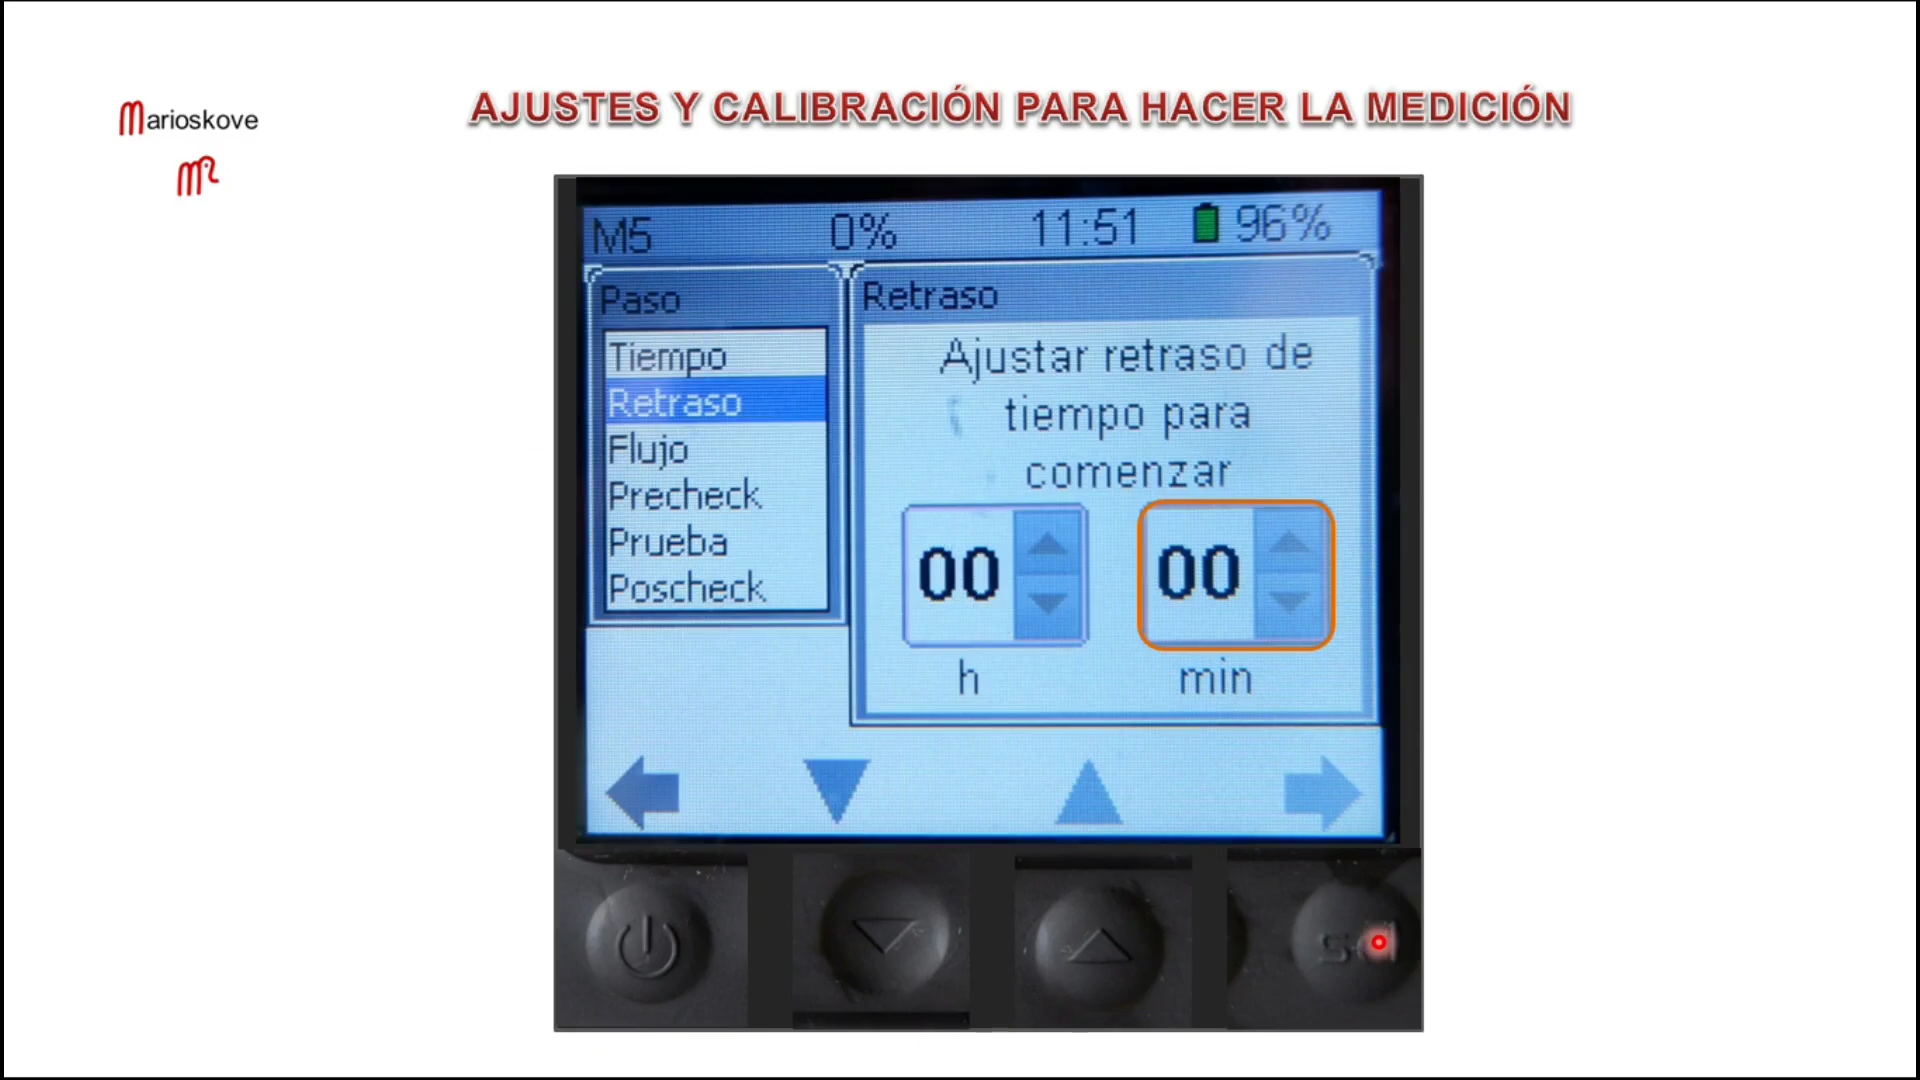 Marioskove
AJUSTES Y CALIBRACIÓN PARA HACER LA MEDICIÓN
M5 0% 11:51 96%
Paso
Tiempo
Retraso
Flujo
Precheck
Prueba
Poscheck
Retraso
Ajustar retraso de
tiempo para
comenzar
00 00
h min